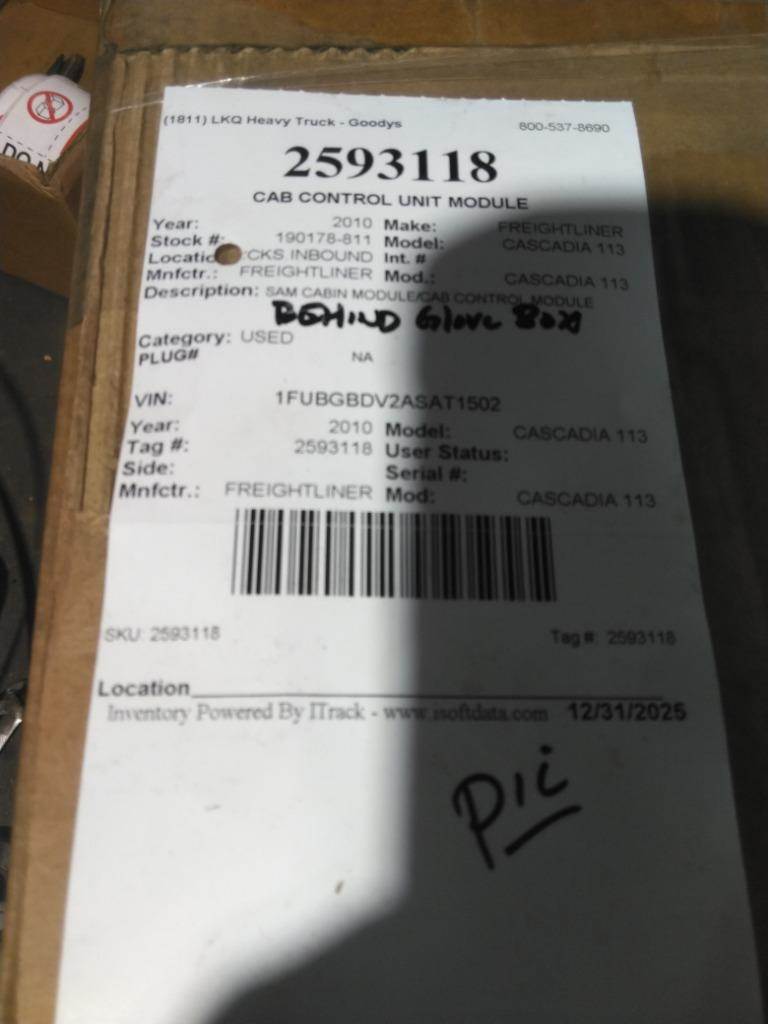 (1811) LKQ Heavy Truck - Goodys 800-537-8690
2593118
CAB CONTROL UNIT MODULE
Year: 2010 Make: FREIGHTLINER
Stock #: 190178-811 Model: CASCADIA 113
Locatio CKS INBOUND Int. #
Mnfctr.: FREIGHTLINER Mod.: CASCADIA 113
Description: SAM CABIN MODULE/CAB CONTROL MODULE
BEHIND Glove Box
Category: USED
PLUG# NA
VIN: 1FUBGBDV2ASAT1502
Year: 2010 Model: CASCADIA 113
Tag #: 2593118 User Status:
Side: Serial #:
Mnfctr.: FREIGHTLINER Mod: CASCADIA 113
SKU: 2593118 Tag #: 2593118
Location
Inventory Powered By ITrack - www.isoftdata.com 12/31/2025
Pic